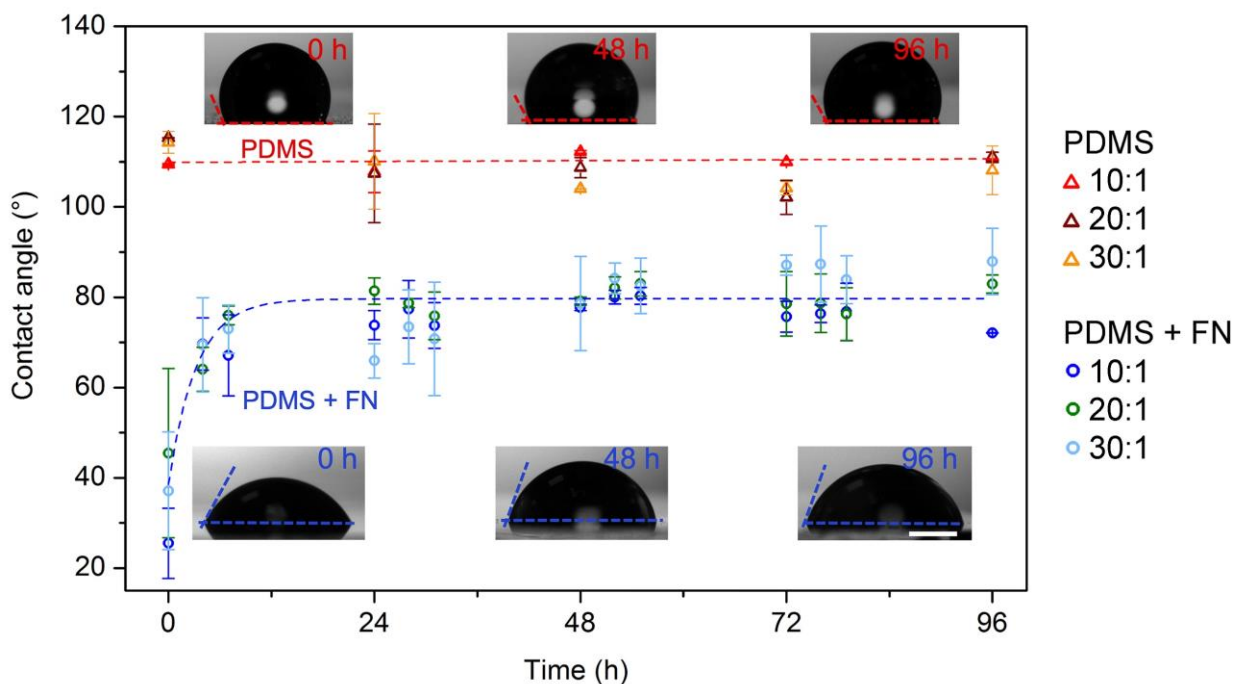 140
120
100
80
60
40
20
Contact angle (°)
0 h
48 h
96 h
PDMS
PDMS + FN
0 h
48 h
96 h
0
24
48
72
96
Time (h)
PDMS
10:1
20:1
30:1
PDMS + FN
10:1
20:1
30:1